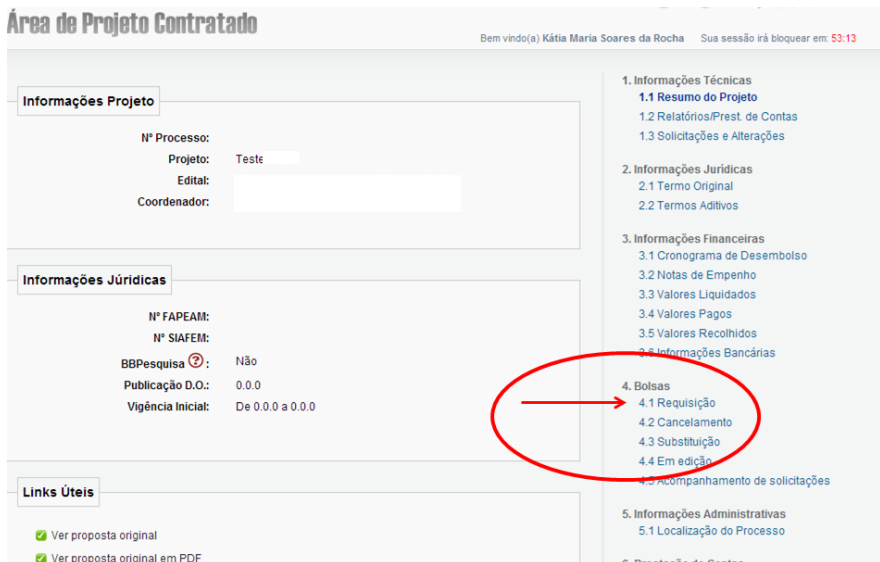 Área de Projeto Contratado
Bem vindo(a) Kátia Maria Soares da Rocha Sua sessão irá bloquear em: 53:13
Informações Projeto
N° Processo:
Projeto: Teste
Edital:
Coordenador:
Informações Júridicas
N° FAPEAM:
N° SIAFEM:
BBPesquisa ? : Não
Publicação D.O.: 0.0.0
Vigência Inicial: De 0.0.0 a 0.0.0
Links Úteis
Ver proposta original
Ver proposta original em PDF
1. Informações Técnicas
1.1 Resumo do Projeto
1.2 Relatórios/Prest. de Contas
1.3 Solicitações e Alterações
2. Informações Jurídicas
2.1 Termo Original
2.2 Termos Aditivos
3. Informações Financeiras
3.1 Cronograma de Desembolso
3.2 Notas de Empenho
3.3 Valores Liquidados
3.4 Valores Pagos
3.5 Valores Recolhidos
3.6 Informações Bancárias
4. Bolsas
4.1 Requisição
4.2 Cancelamento
4.3 Substituição
4.4 Em edição
4.5 Acompanhamento de solicitações
5. Informações Administrativas
5.1 Localização do Processo